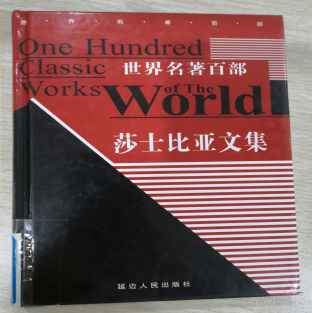 世·界·名·著·百·部
One Hundred
Classic 世界名著百部
Works of The
World
莎士比亚文集
延边人民出版社